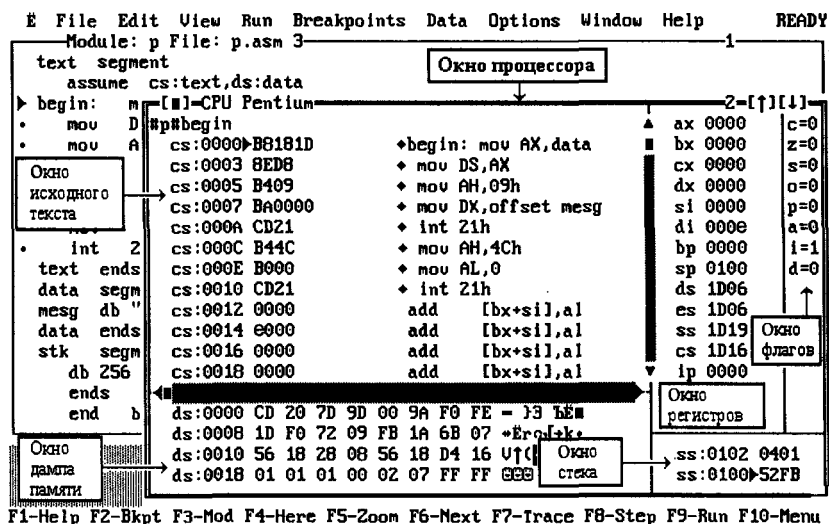 Ё File Edit View Run Breakpoints Data Options Window Help READY
Module: p File: p.asm 3 1
text segment
assume cs:text,ds:data
Окно процессора
begin: m
[■]=CPU Pentium 2=[↑][↓]
mov D
#p#begin
ax 0000 c=0
mov A
cs:0000►B8181D ◆begin: mov AX,data
bx 0000 z=0
cs:0003 8ED8 ◆ mov DS,AX
cx 0000 s=0
Окно
исходного
текста
cs:0005 B409 ◆ mov AH,09h
dx 0000 o=0
cs:0007 BA0000 ◆ mov DX,offset mesg
si 0000 p=0
cs:000A CD21 ◆ int 21h
di 000e a=0
int 2
cs:000C B44C ◆ mov AH,4Ch
bp 0000 i=1
text ends
cs:000E B000 ◆ mov AL,0
sp 0100 d=0
data segm
cs:0010 CD21 ◆ int 21h
ds 1D06
mesg db "
cs:0012 0000 add [bx+si],al
es 1D06
data ends
cs:0014 0000 add [bx+si],al
ss 1D19
Окно
флагов
stk segm
cs:0016 0000 add [bx+si],al
cs 1D16
db 256
cs:0018 0000 add [bx+si],al
ip 0000
ends
end b
Окно
регистров
ds:0000 CD 20 7D 9D 00 9A F0 FE = }Э ЪЁ■
ds:0008 1D F0 72 09 FB 1A 6B 07
ds:0010 56 18 28 08 56 18 D4 16
ds:0018 01 01 01 00 02 07 FF FF
Окно
дампа
памяти
Окно
стека
ss:0102 0401
ss:0100►52FB
F1-Help F2-Bkpt F3-Mod F4-Here F5-Zoom F6-Next F7-Trace F8-Step F9-Run F10-Menu